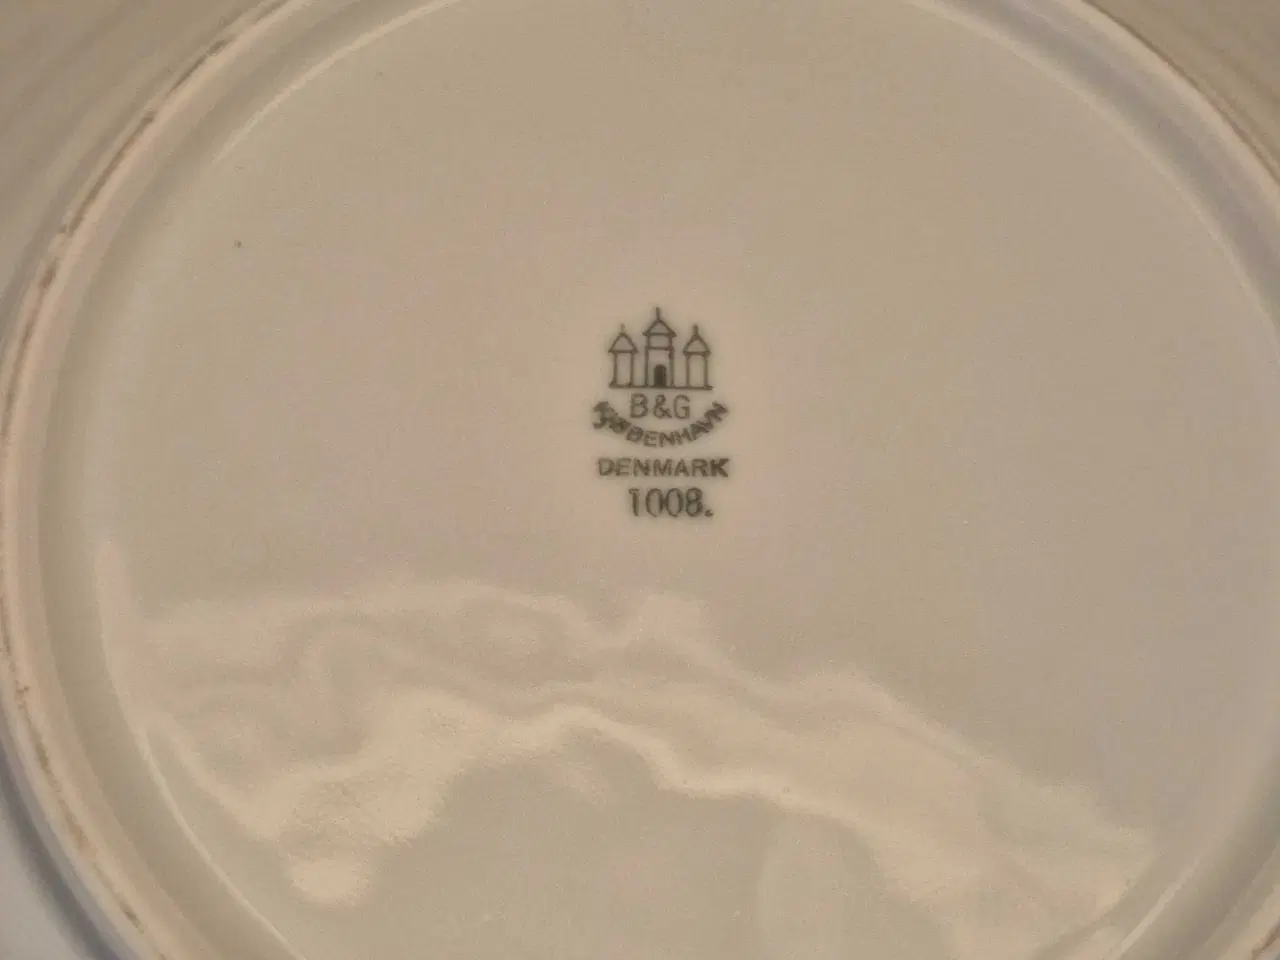 B&G
KJØBENHAVN
DENMARK
1008.